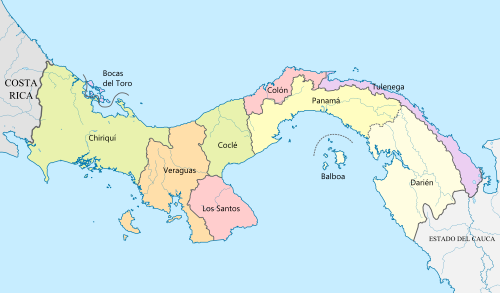 COSTA
RICA
Bocas
del Toro
Chiriquí
Veraguas
Coclé
Los Santos
Colón
Panamá
Tulenega
Balboa
Darién
ESTADO DEL CAUCA